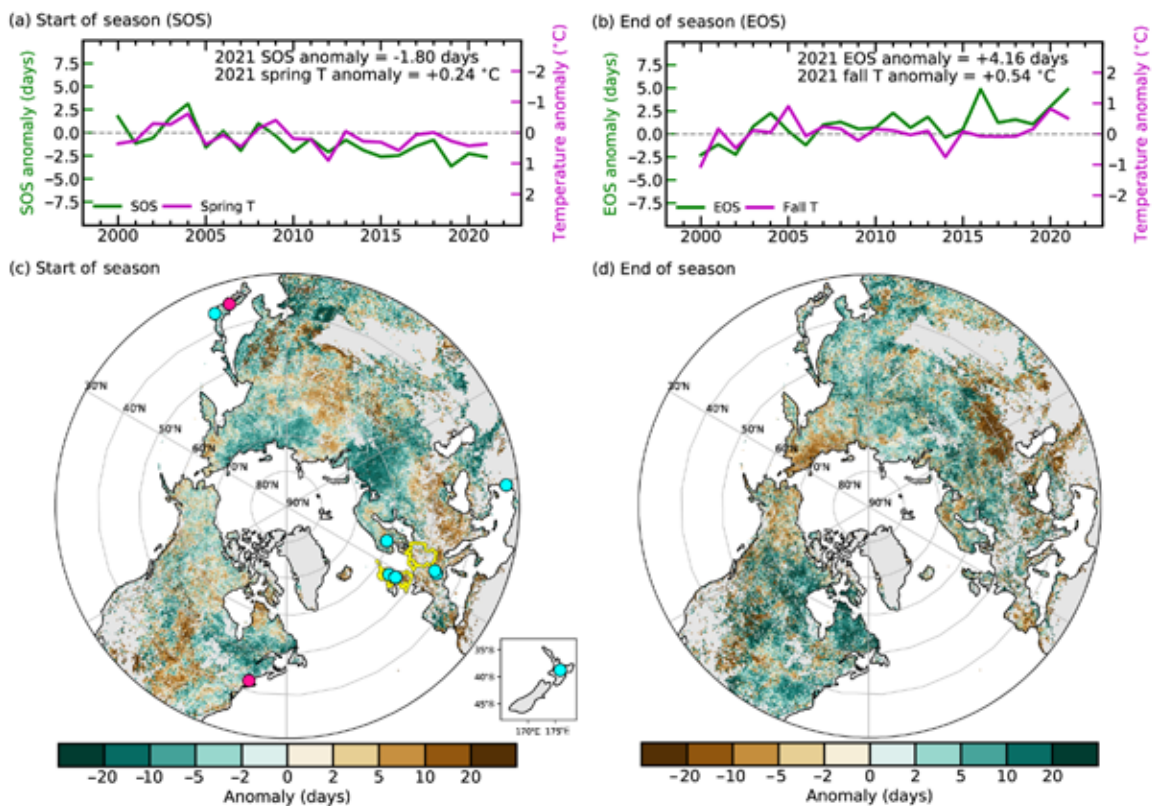 (a) Start of season (SOS)
2021 SOS anomaly = -1.80 days
2021 spring T anomaly = +0.24 °C
SOS anomaly (days)
7.5
5.0
2.5
0.0
−2.5
−5.0
−7.5
Temperature anomaly (°C)
−2
−1
0
1
2
SOS
Spring T
2000 2005 2010 2015 2020
(b) End of season (EOS)
2021 EOS anomaly = +4.16 days
2021 fall T anomaly = +0.54 °C
EOS anomaly (days)
7.5
5.0
2.5
0.0
−2.5
−5.0
−7.5
Temperature anomaly (°C)
2
1
0
−1
−2
EOS
Fall T
2000 2005 2010 2015 2020
(c) Start of season
30°N
40°N
50°N
60°N
70°N
80°N
90°N
35°S
40°S
45°S
170°E 175°E
−20 −10 −5 −2 0 2 5 10 20
Anomaly (days)
(d) End of season
30°N
40°N
50°N
60°N
70°N
80°N
90°N
−20 −10 −5 −2 0 2 5 10 20
Anomaly (days)